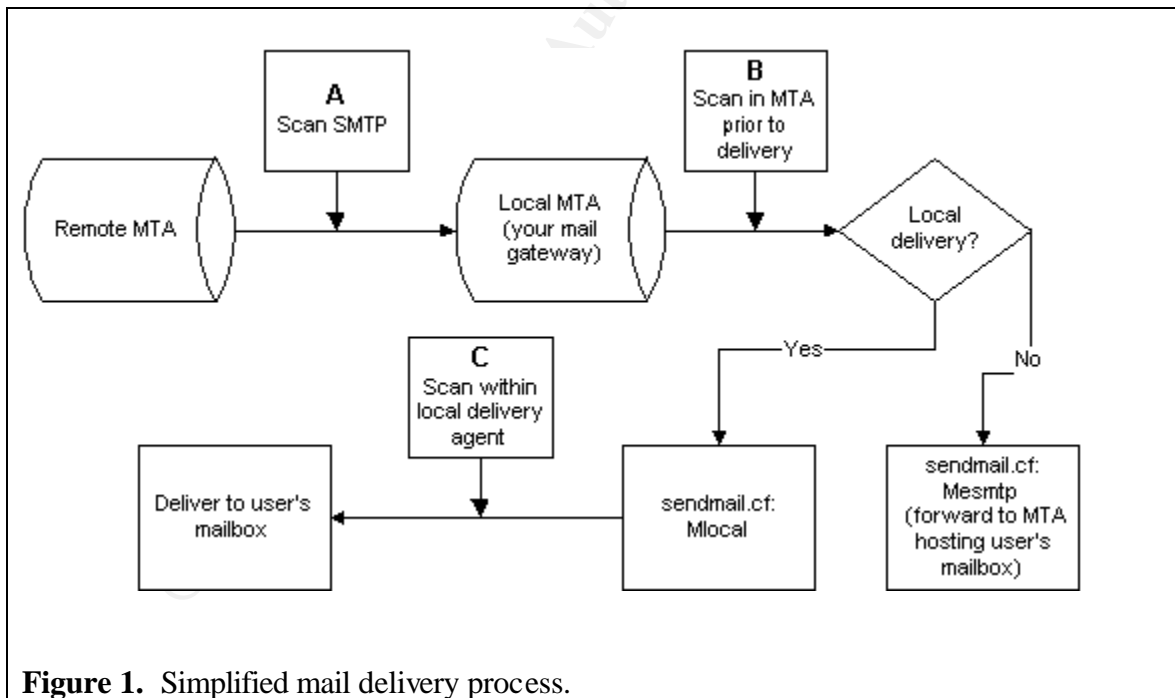 A
Scan SMTP
B
Scan in MTA
prior to
delivery
Remote MTA
Local MTA
(your mail
gateway)
Local
delivery?
Yes
No
C
Scan within
local delivery
agent
Deliver to user's
mailbox
sendmail.cf:
Mlocal
sendmail.cf:
Mesmtp
(forward to MTA
hosting user's
mailbox)
Figure 1. Simplified mail delivery process.